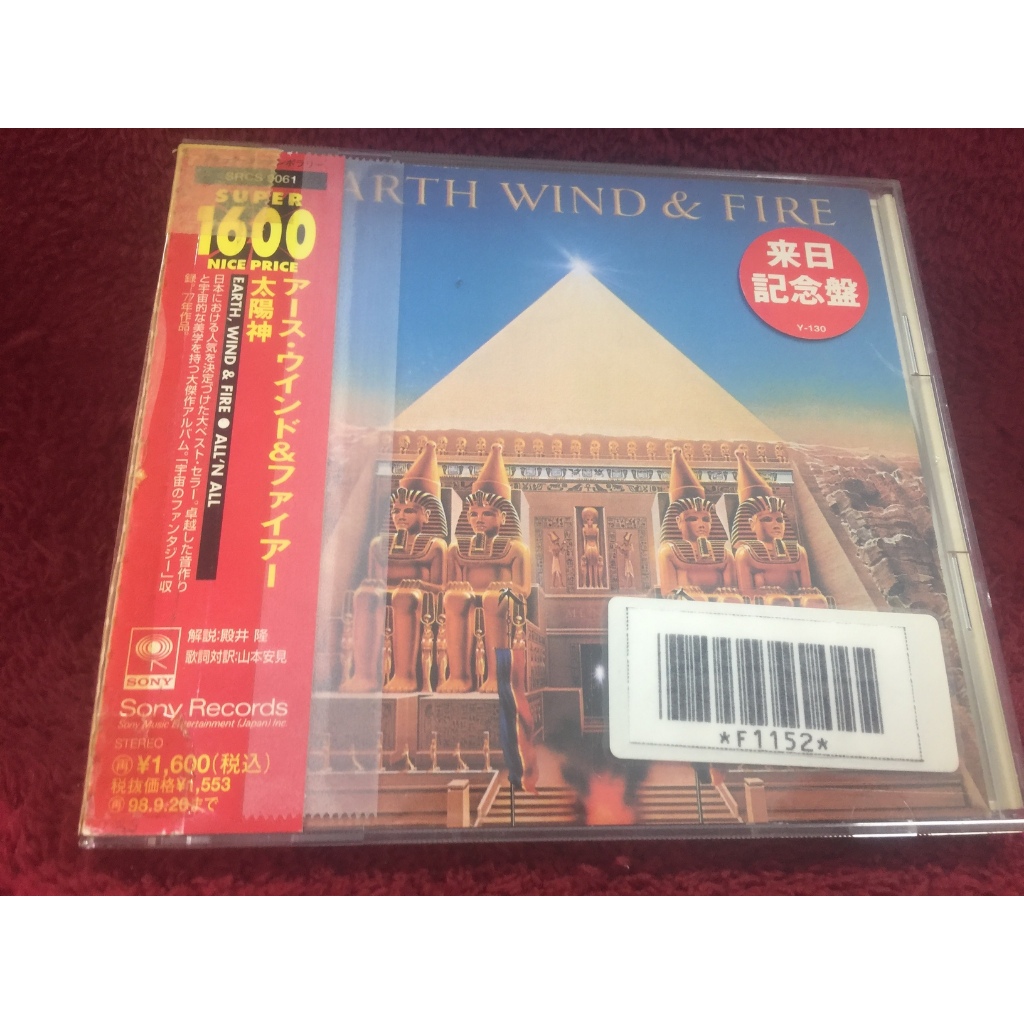 SRCS 9061
SUPER
1600
NICE PRICE
アース・ウインド&ファイアー
太陽神
EARTH, WIND & FIRE ● ALL'N ALL
日本における人気を決定づけた大ベスト・セラー。卓越した音作り
と宇宙的な美学を持つ大傑作アルバム。「宇宙のファンタジー」収
録! '77年作品。
解説:殿井 隆
歌詞対訳:山本安見
SONY
Sony Records
Sony Music Entertainment (Japan) Inc.
STEREO
再 ¥1,600(税込)
税抜価格¥1,553
再 98.9.20まで
ARTH WIND & FIRE
来日
記念盤
Y-130
*F1152*